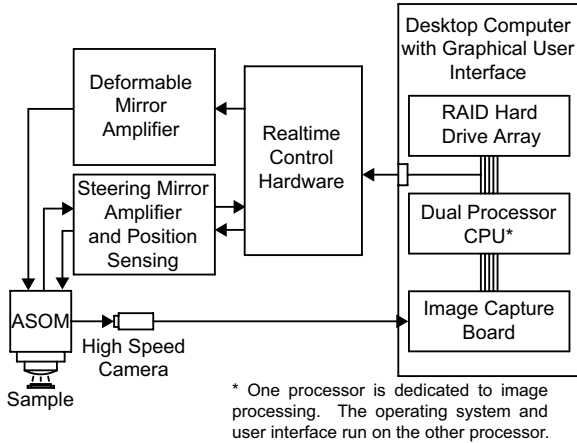 Desktop Computer
with Graphical User
Interface
Deformable
Mirror
Amplifier
Realtime
Control
Hardware
RAID Hard
Drive Array
Steering Mirror
Amplifier
and Position
Sensing
Dual Processor
CPU*
ASOM
High Speed
Camera
Image Capture
Board
Sample
* One processor is dedicated to image
processing. The operating system and
user interface run on the other processor.